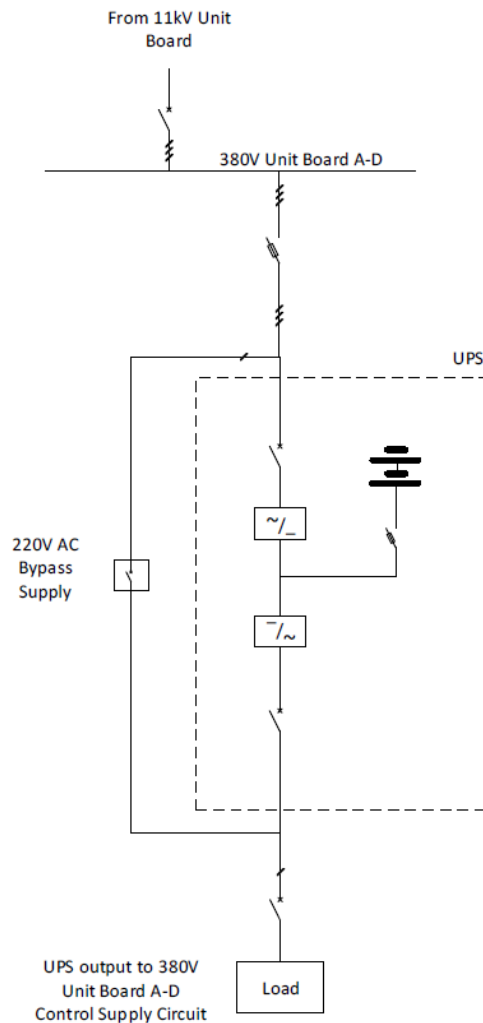 From 11kV Unit
Board
380V Unit Board A-D
UPS
~/_
220V AC
Bypass
Supply
‾/~
UPS output to 380V
Unit Board A-D
Control Supply Circuit
Load